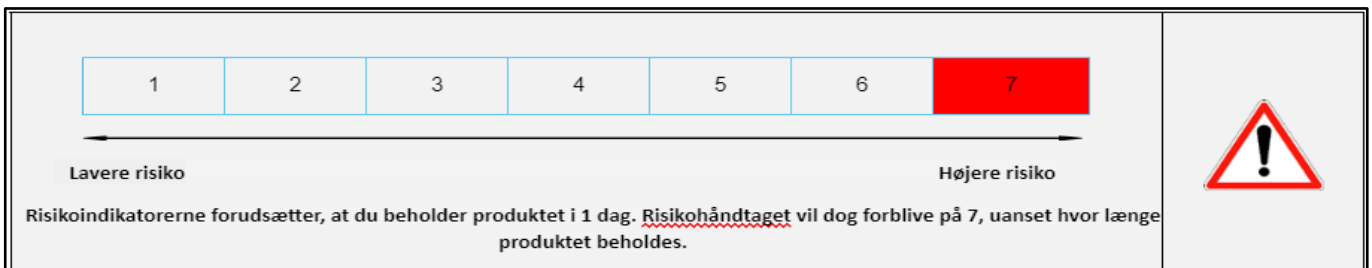 1 2 3 4 5 6 7
Lavere risiko Højere risiko
Risikoindikatorerne forudsætter, at du beholder produktet i 1 dag. Risikohåndtaget vil dog forblive på 7, uanset hvor længe
produktet beholdes.